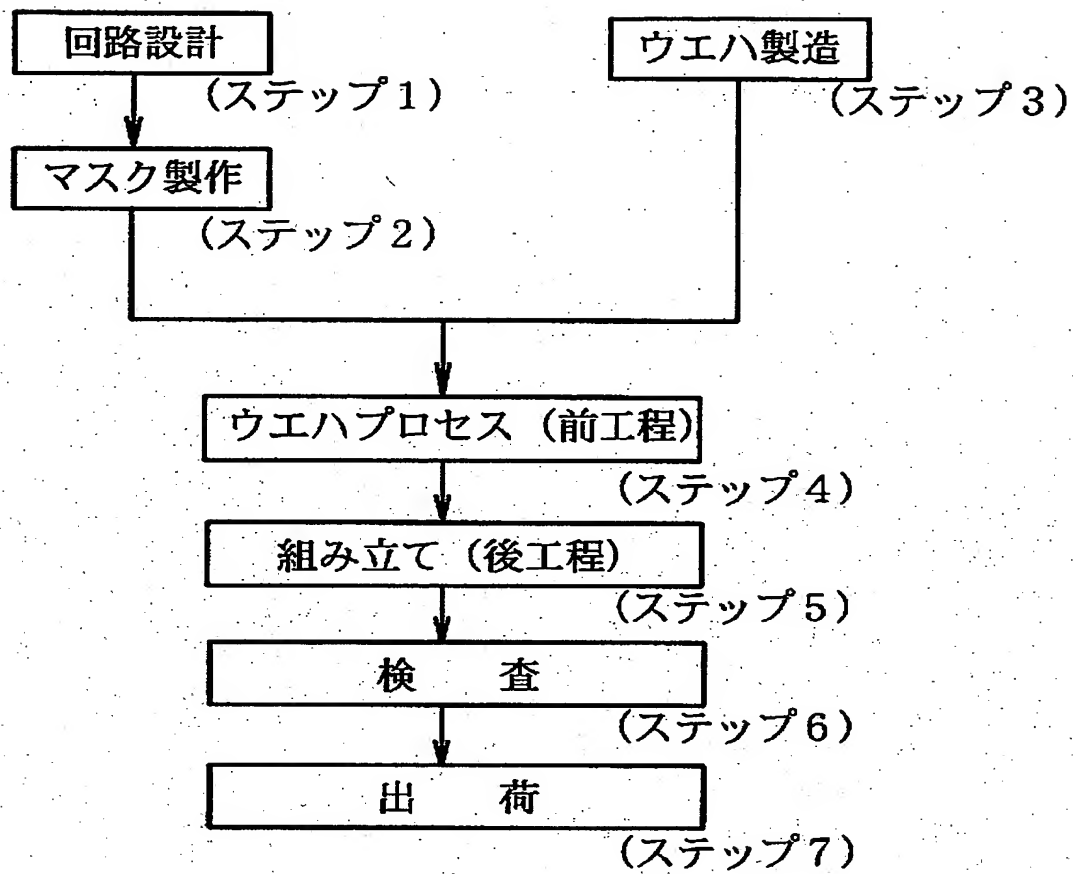 回路設計
(ステップ1)
マスク製作
(ステップ2)
ウエハ製造
(ステップ3)
ウエハプロセス (前工程)
(ステップ4)
組み立て (後工程)
(ステップ5)
検 査
(ステップ6)
出 荷
(ステップ7)